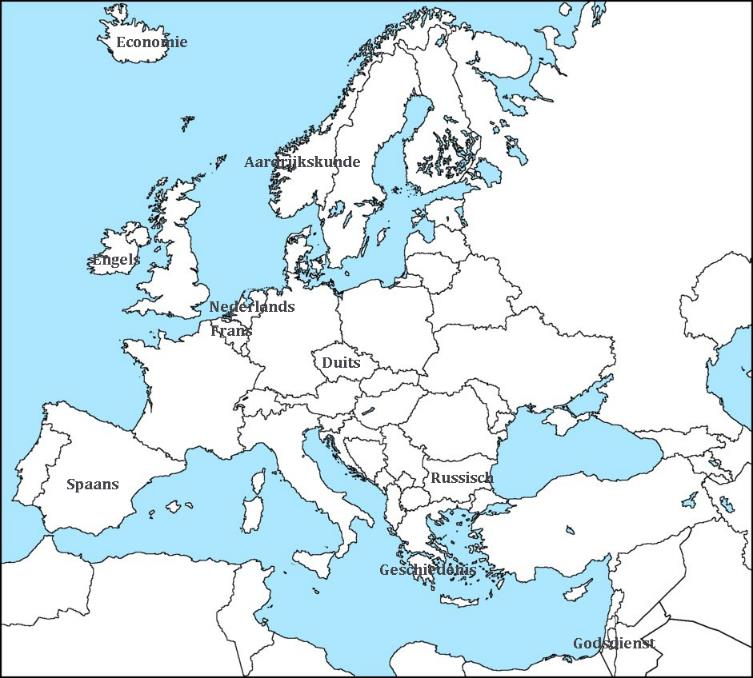 Economie
Aardrijkskunde
Engels
Nederlands
Frans
Duits
Spaans
Russisch
Geschiedenis
Godsdienst